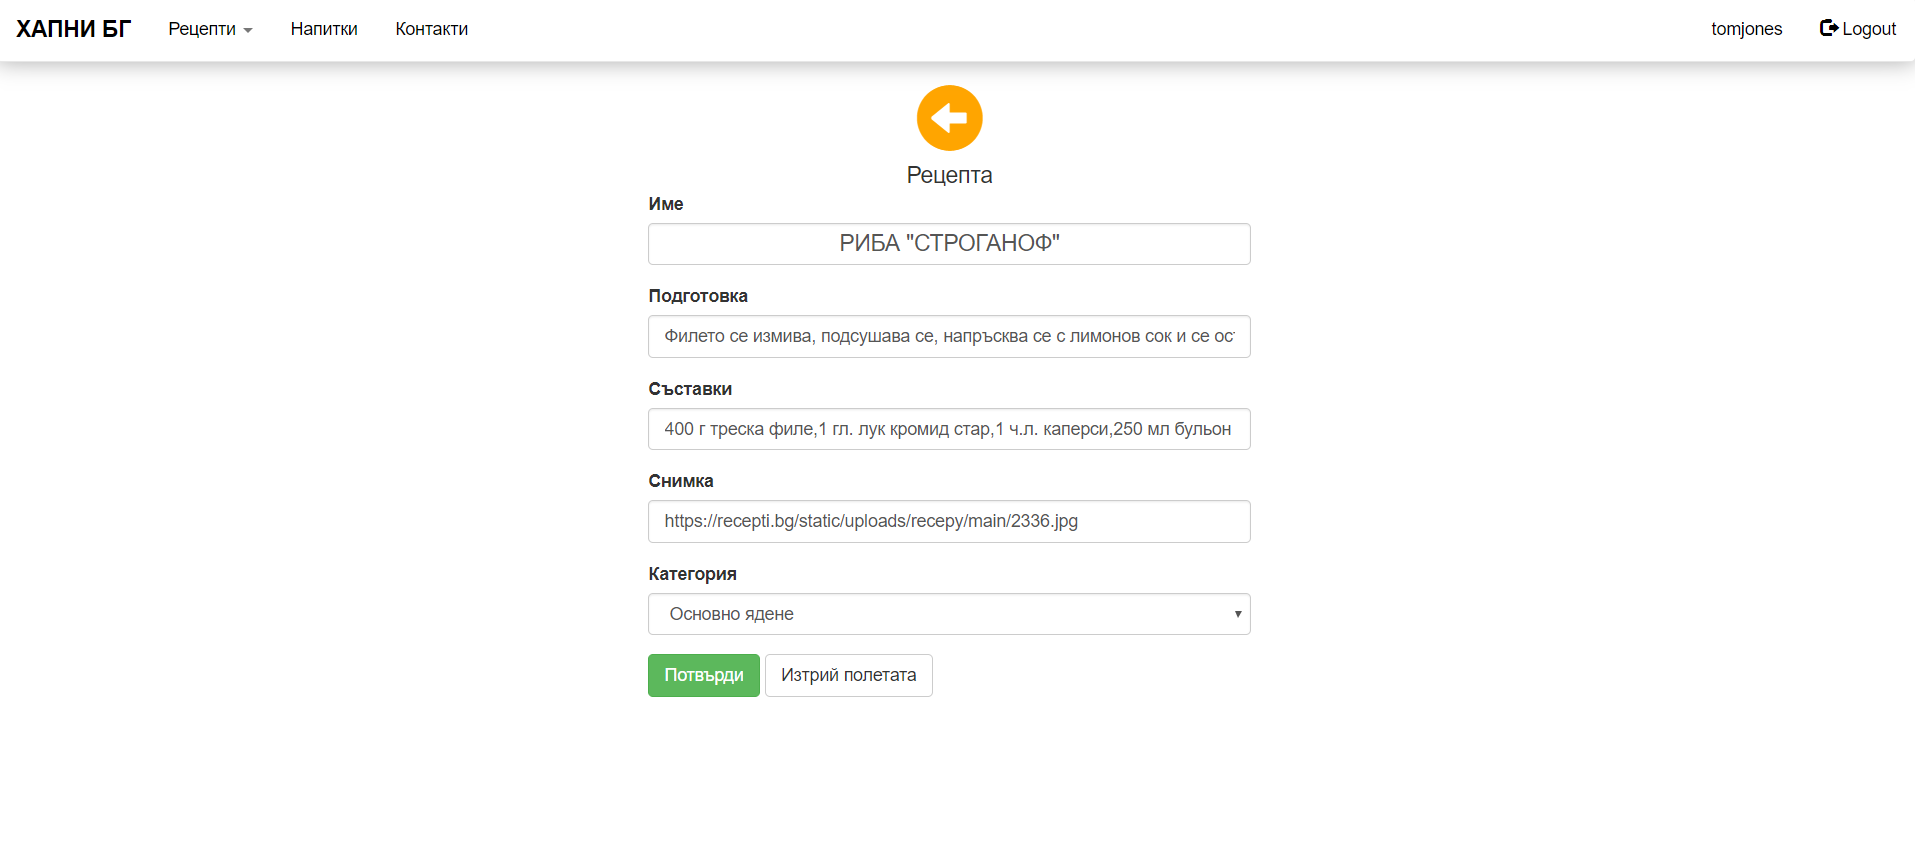 ХАПНИ БГ Рецепти Напитки Контакти tomjones Logout
Рецепта
Име
РИБА "СТРОГАНОФ"
Подготовка
Филето се измива, подсушава се, напръсква се с лимонов сок и се ос
Съставки
400 г треска филе,1 гл. лук кромид стар,1 ч.л. каперси,250 мл бульон
Снимка
https://recepti.bg/static/uploads/recepy/main/2336.jpg
Категория
Основно ядене
Потвърди Изтрий полетата